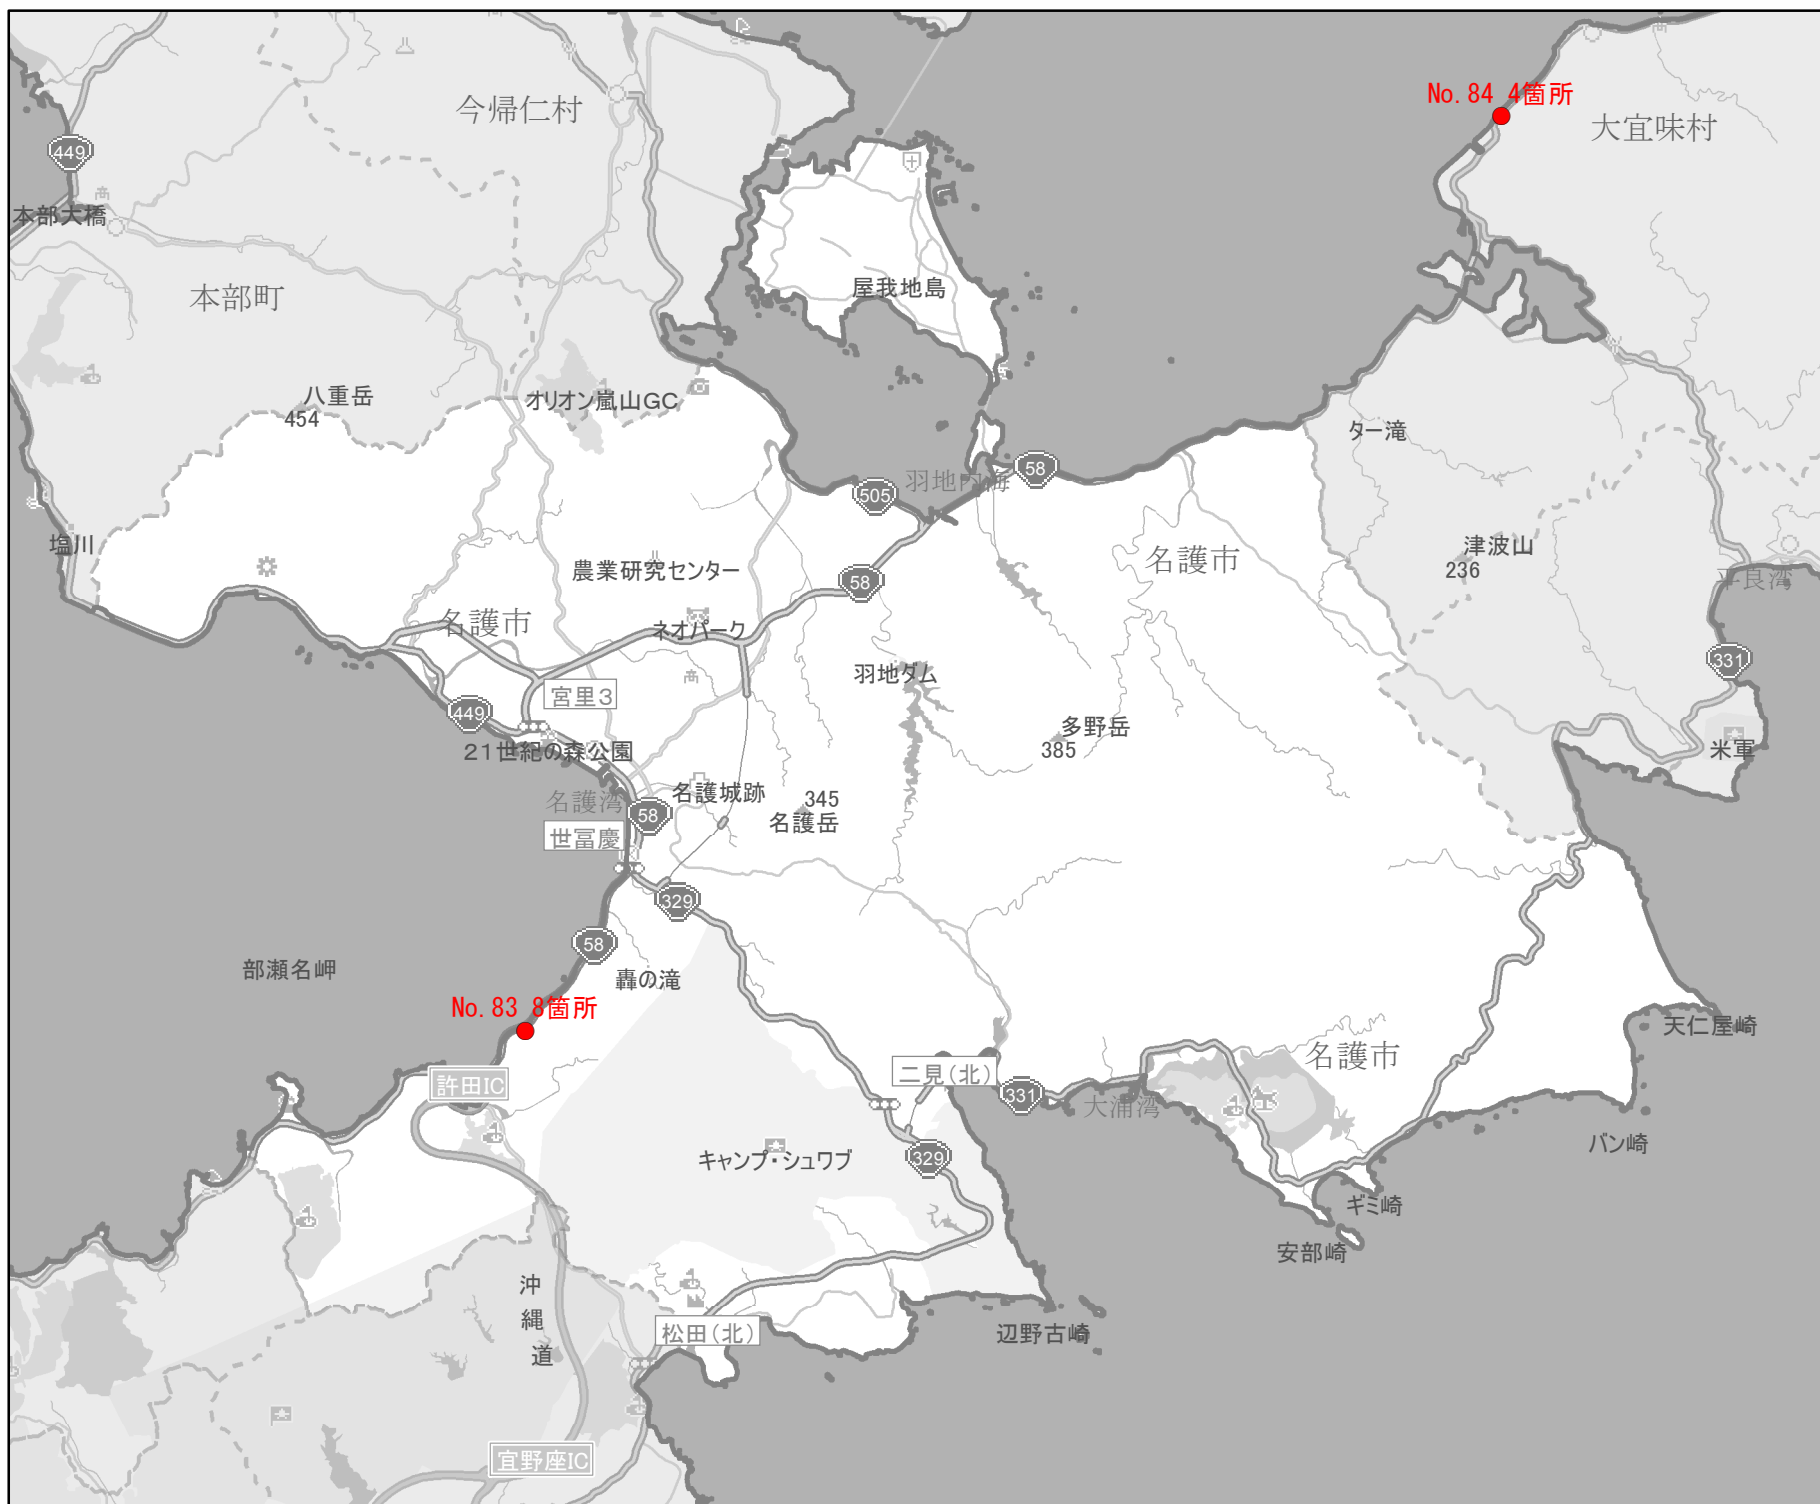 No.84 4箇所
今帰仁村
大宜味村
449
本部大橋
屋我地島
本部町
八重岳
454
オリオン嵐山GC
ター滝
58
505
羽地内海
塩川
津波山
236
名護市
農業研究センター
58
平良湾
名護市
ネオパーク
331
羽地ダム
宮里3
449
多野岳
385
米軍
21世紀の森公園
名護城跡
345
名護岳
名護湾
58
世冨慶
329
58
部瀬名岬
轟の滝
No.83 8箇所
天仁屋崎
名護市
許田IC
二見(北)
331
大浦湾
バン崎
キャンプ・シュワブ
329
ギミ崎
安部崎
沖縄道
松田(北)
辺野古崎
宜野座IC